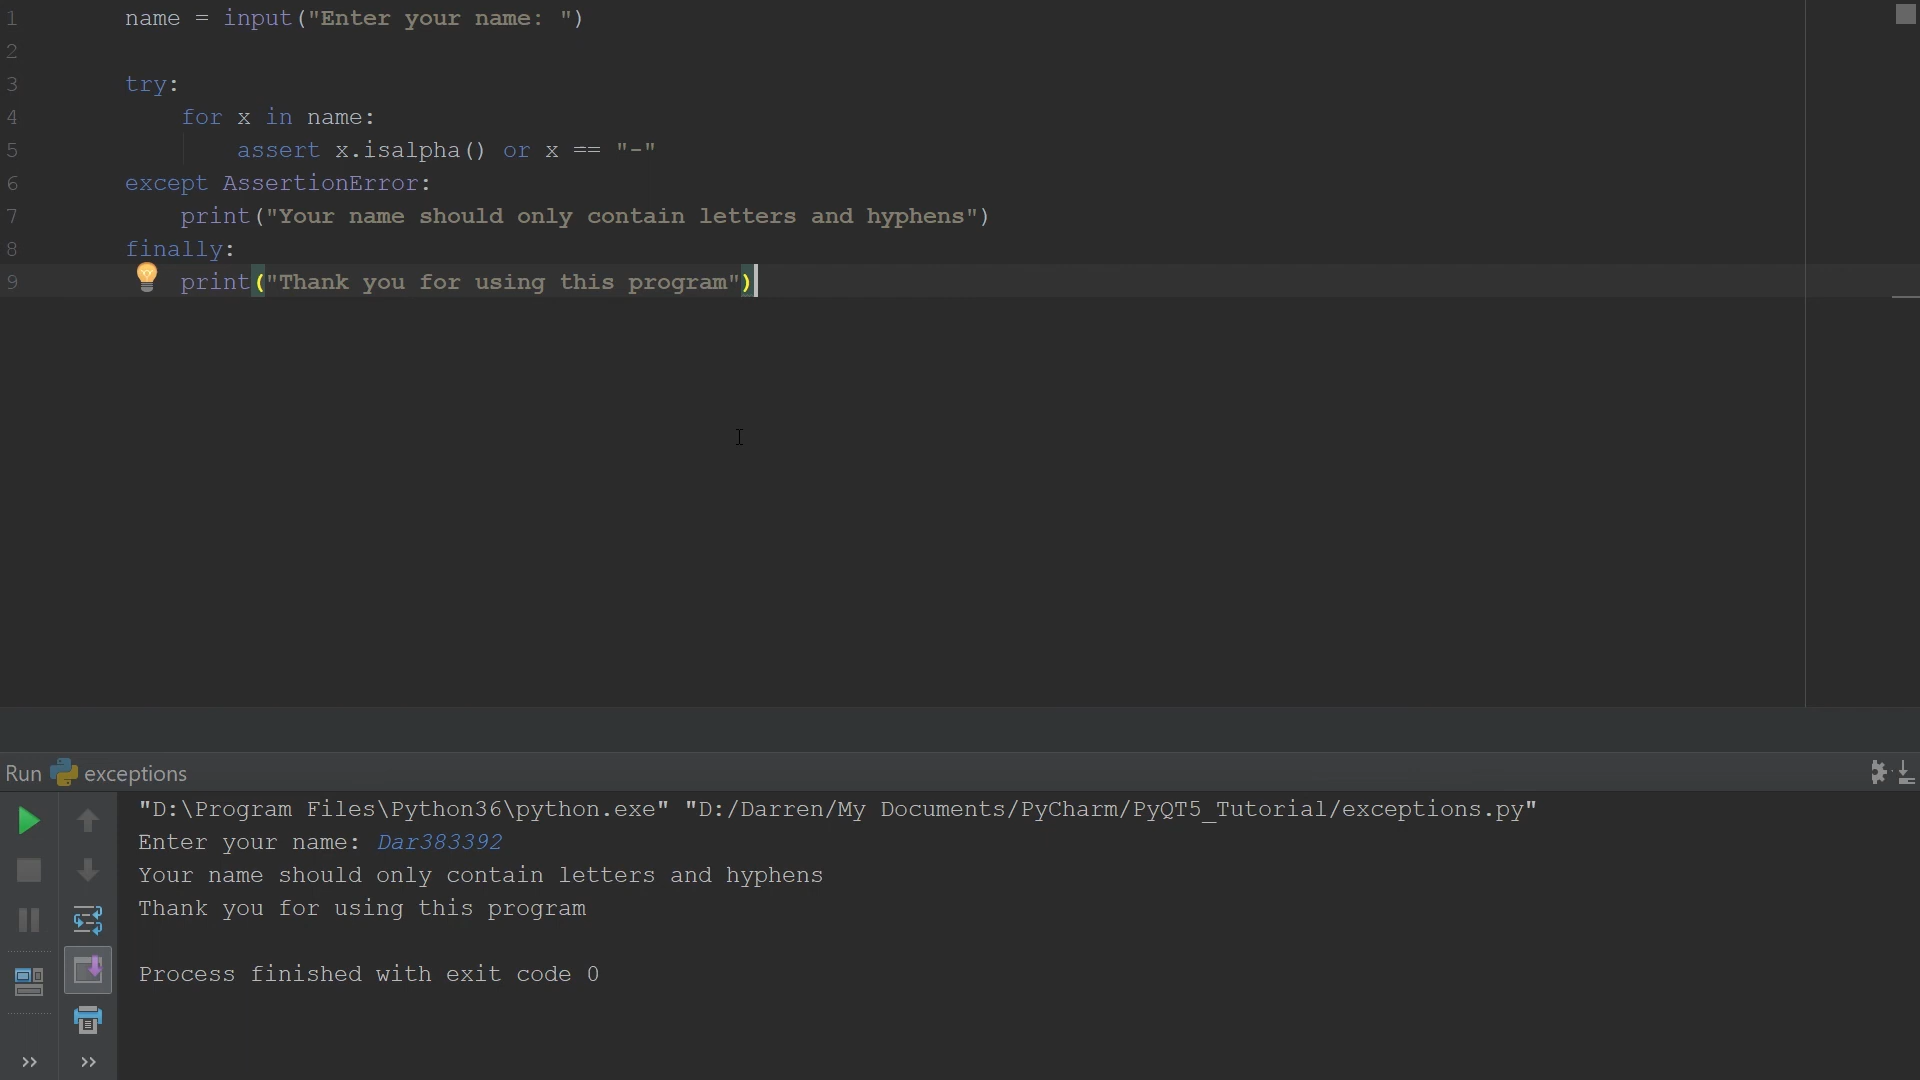 1 name = input("Enter your name: ")
2
3 try:
4     for x in name:
5         assert x.isalpha() or x == "-"
6 except AssertionError:
7     print("Your name should only contain letters and hyphens")
8 finally:
9     print("Thank you for using this program")
Run exceptions
"D:\Program Files\Python36\python.exe" "D:/Darren/My Documents/PyCharm/PyQT5_Tutorial/exceptions.py"
Enter your name: Dar383392
Your name should only contain letters and hyphens
Thank you for using this program
Process finished with exit code 0